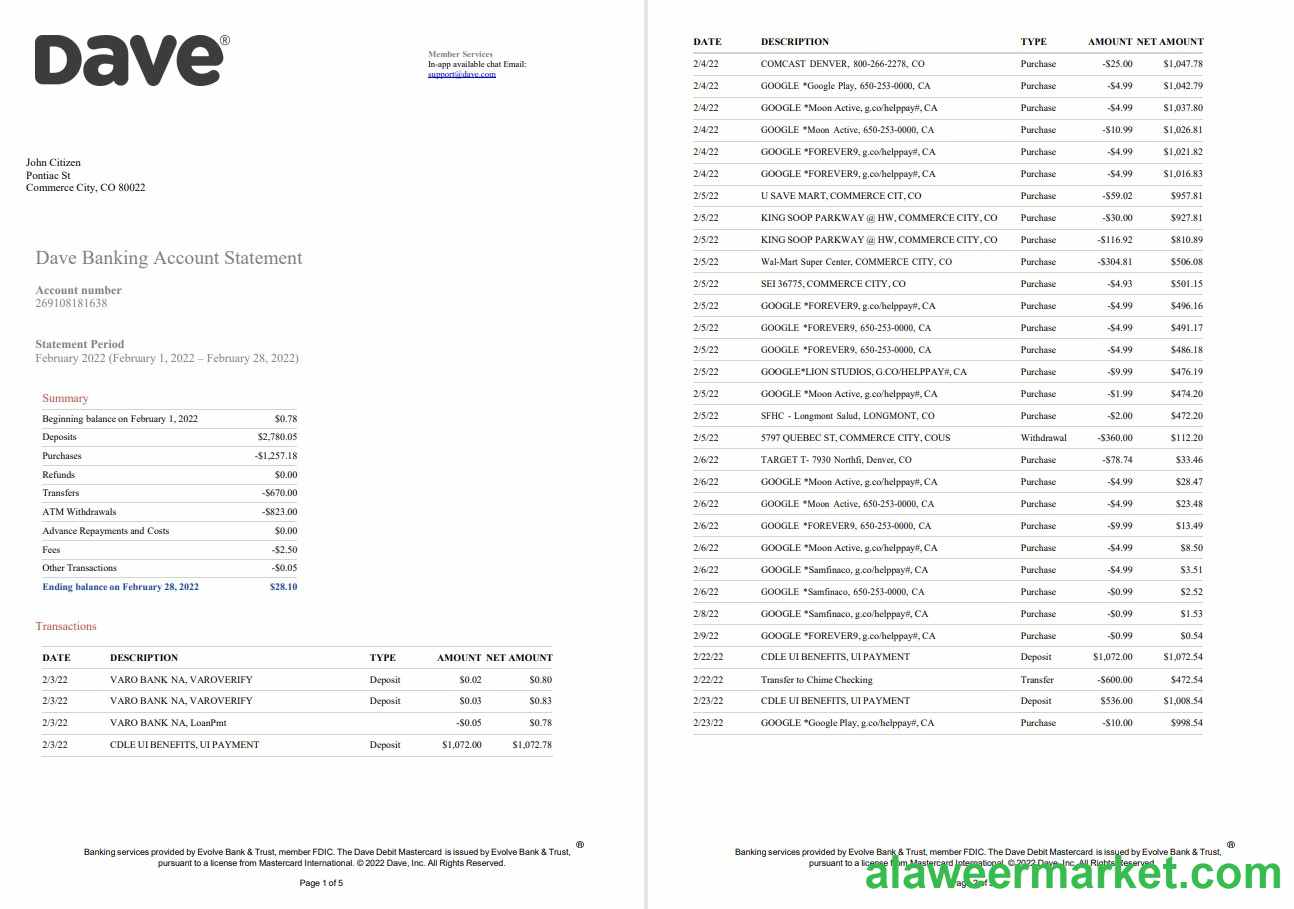 Dave®
Member Services
In-app available chat Email:
support@dave.com
John Citizen
Pontiac St
Commerce City, CO 80022
Dave Banking Account Statement
Account number
269108181638
Statement Period
February 2022 (February 1, 2022 – February 28, 2022)
Summary
Beginning balance on February 1, 2022 $0.78
Deposits $2,780.05
Purchases -$1,257.18
Refunds $0.00
Transfers -$670.00
ATM Withdrawals -$823.00
Advance Repayments and Costs $0.00
Fees -$2.50
Other Transactions -$0.05
Ending balance on February 28, 2022 $28.10
Transactions
DATE DESCRIPTION TYPE AMOUNT NET AMOUNT
2/3/22 VARO BANK NA, VAROVERIFY Deposit $0.02 $0.80
2/3/22 VARO BANK NA, VAROVERIFY Deposit $0.03 $0.83
2/3/22 VARO BANK NA, LoanPmt -$0.05 $0.78
2/3/22 CDLE UI BENEFITS, UI PAYMENT Deposit $1,072.00 $1,072.78
®
Banking services provided by Evolve Bank & Trust, member FDIC. The Dave Debit Mastercard is issued by Evolve Bank & Trust,
pursuant to a license from Mastercard International. © 2022 Dave, Inc. All Rights Reserved.
Page 1 of 5
DATE DESCRIPTION TYPE AMOUNT NET AMOUNT
2/4/22 COMCAST DENVER, 800-266-2278, CO Purchase -$25.00 $1,047.78
2/4/22 GOOGLE *Google Play, 650-253-0000, CA Purchase -$4.99 $1,042.79
2/4/22 GOOGLE *Moon Active, g.co/helppay#, CA Purchase -$4.99 $1,037.80
2/4/22 GOOGLE *Moon Active, 650-253-0000, CA Purchase -$10.99 $1,026.81
2/4/22 GOOGLE *FOREVER9, g.co/helppay#, CA Purchase -$4.99 $1,021.82
2/4/22 GOOGLE *FOREVER9, g.co/helppay#, CA Purchase -$4.99 $1,016.83
2/5/22 U SAVE MART, COMMERCE CIT, CO Purchase -$59.02 $957.81
2/5/22 KING SOOP PARKWAY @ HW, COMMERCE CITY, CO Purchase -$30.00 $927.81
2/5/22 KING SOOP PARKWAY @ HW, COMMERCE CITY, CO Purchase -$116.92 $810.89
2/5/22 Wal-Mart Super Center, COMMERCE CITY, CO Purchase -$304.81 $506.08
2/5/22 SEI 36775, COMMERCE CITY, CO Purchase -$4.93 $501.15
2/5/22 GOOGLE *FOREVER9, g.co/helppay#, CA Purchase -$4.99 $496.16
2/5/22 GOOGLE *FOREVER9, 650-253-0000, CA Purchase -$4.99 $491.17
2/5/22 GOOGLE *FOREVER9, 650-253-0000, CA Purchase -$4.99 $486.18
2/5/22 GOOGLE*LION STUDIOS, G.CO/HELPPAY#, CA Purchase -$9.99 $476.19
2/5/22 GOOGLE *Moon Active, g.co/helppay#, CA Purchase -$1.99 $474.20
2/5/22 SFHC - Longmont Salud, LONGMONT, CO Purchase -$2.00 $472.20
2/5/22 5797 QUEBEC ST, COMMERCE CITY, COUS Withdrawal -$360.00 $112.20
2/6/22 TARGET T- 7930 Northfi, Denver, CO Purchase -$78.74 $33.46
2/6/22 GOOGLE *Moon Active, g.co/helppay#, CA Purchase -$4.99 $28.47
2/6/22 GOOGLE *Moon Active, 650-253-0000, CA Purchase -$4.99 $23.48
2/6/22 GOOGLE *FOREVER9, 650-253-0000, CA Purchase -$9.99 $13.49
2/6/22 GOOGLE *Moon Active, g.co/helppay#, CA Purchase -$4.99 $8.50
2/6/22 GOOGLE *Samfinaco, g.co/helppay#, CA Purchase -$4.99 $3.51
2/6/22 GOOGLE *Samfinaco, 650-253-0000, CA Purchase -$0.99 $2.52
2/8/22 GOOGLE *Samfinaco, g.co/helppay#, CA Purchase -$0.99 $1.53
2/9/22 GOOGLE *FOREVER9, g.co/helppay#, CA Purchase -$0.99 $0.54
2/22/22 CDLE UI BENEFITS, UI PAYMENT Deposit $1,072.00 $1,072.54
2/22/22 Transfer to Chime Checking Transfer -$600.00 $472.54
2/23/22 CDLE UI BENEFITS, UI PAYMENT Deposit $536.00 $1,008.54
2/23/22 GOOGLE *Google Play, g.co/helppay#, CA Purchase -$10.00 $998.54
®
Banking services provided by Evolve Bank & Trust, member FDIC. The Dave Debit Mastercard is issued by Evolve Bank & Trust,
pursuant to a license from Mastercard International. © 2022 Dave, Inc. All Rights Reserved.
Page 2 of 5
alaweermarket.com